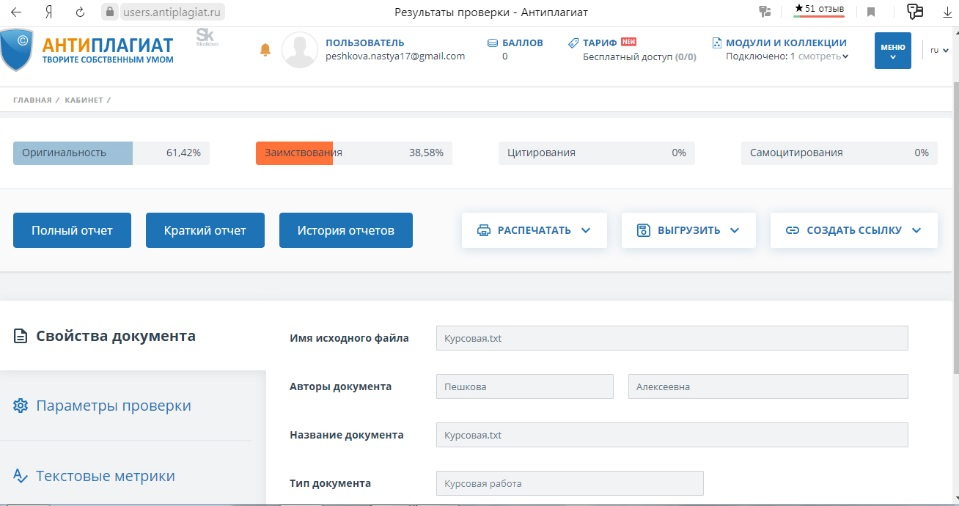 users.antiplagiat.ru Результаты проверки - Антиплагиат ★ 51 отзыв
АНТИПЛАГИАТ
ТВОРИТЕ СОБСТВЕННЫМ УМОМ
Sk
ПОЛЬЗОВАТЕЛЬ
peshkova.nastya17@gmail.com
БАЛЛОВ
0
ТАРИФ NEW
Бесплатный доступ (0/0)
МОДУЛИ И КОЛЛЕКЦИИ
Подключено: 1 смотреть
МЕНЮ
ru
ГЛАВНАЯ / КАБИНЕТ /
Оригинальность 61,42% Заимствования 38,58% Цитирования 0% Самоцитирования 0%
Полный отчет Краткий отчет История отчетов РАСПЕЧАТАТЬ ВЫГРУЗИТЬ СОЗДАТЬ ССЫЛКУ
Свойства документа
Параметры проверки
Текстовые метрики
Имя исходного файла Курсовая.txt
Авторы документа Пешкова Алексеевна
Название документа Курсовая.txt
Тип документа Курсовая работа